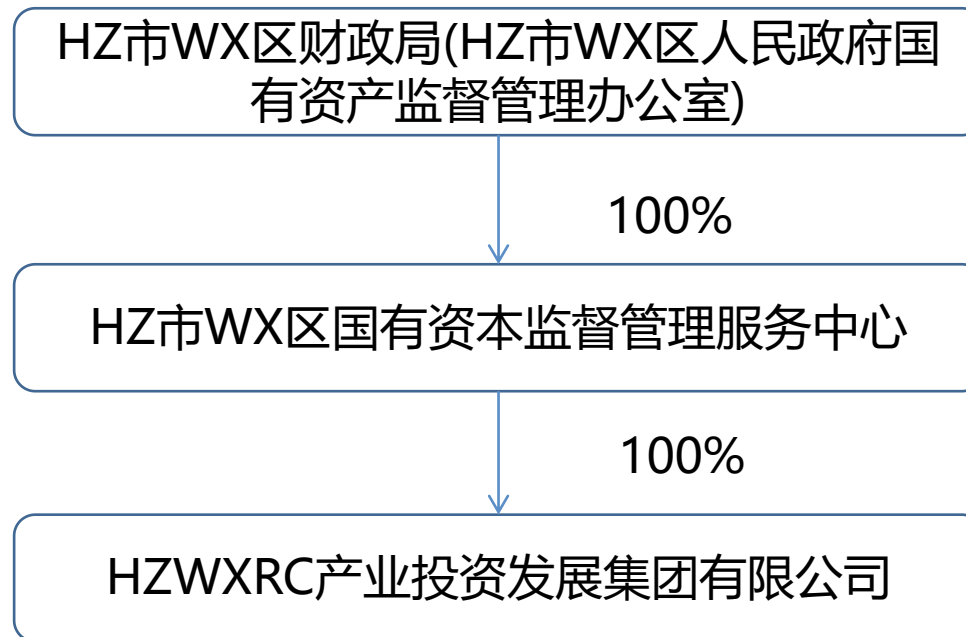 HZ市WX区财政局(HZ市WX区人民政府国
有资产监督管理办公室)
100%
HZ市WX区国有资本监督管理服务中心
100%
HZWXRC产业投资发展集团有限公司